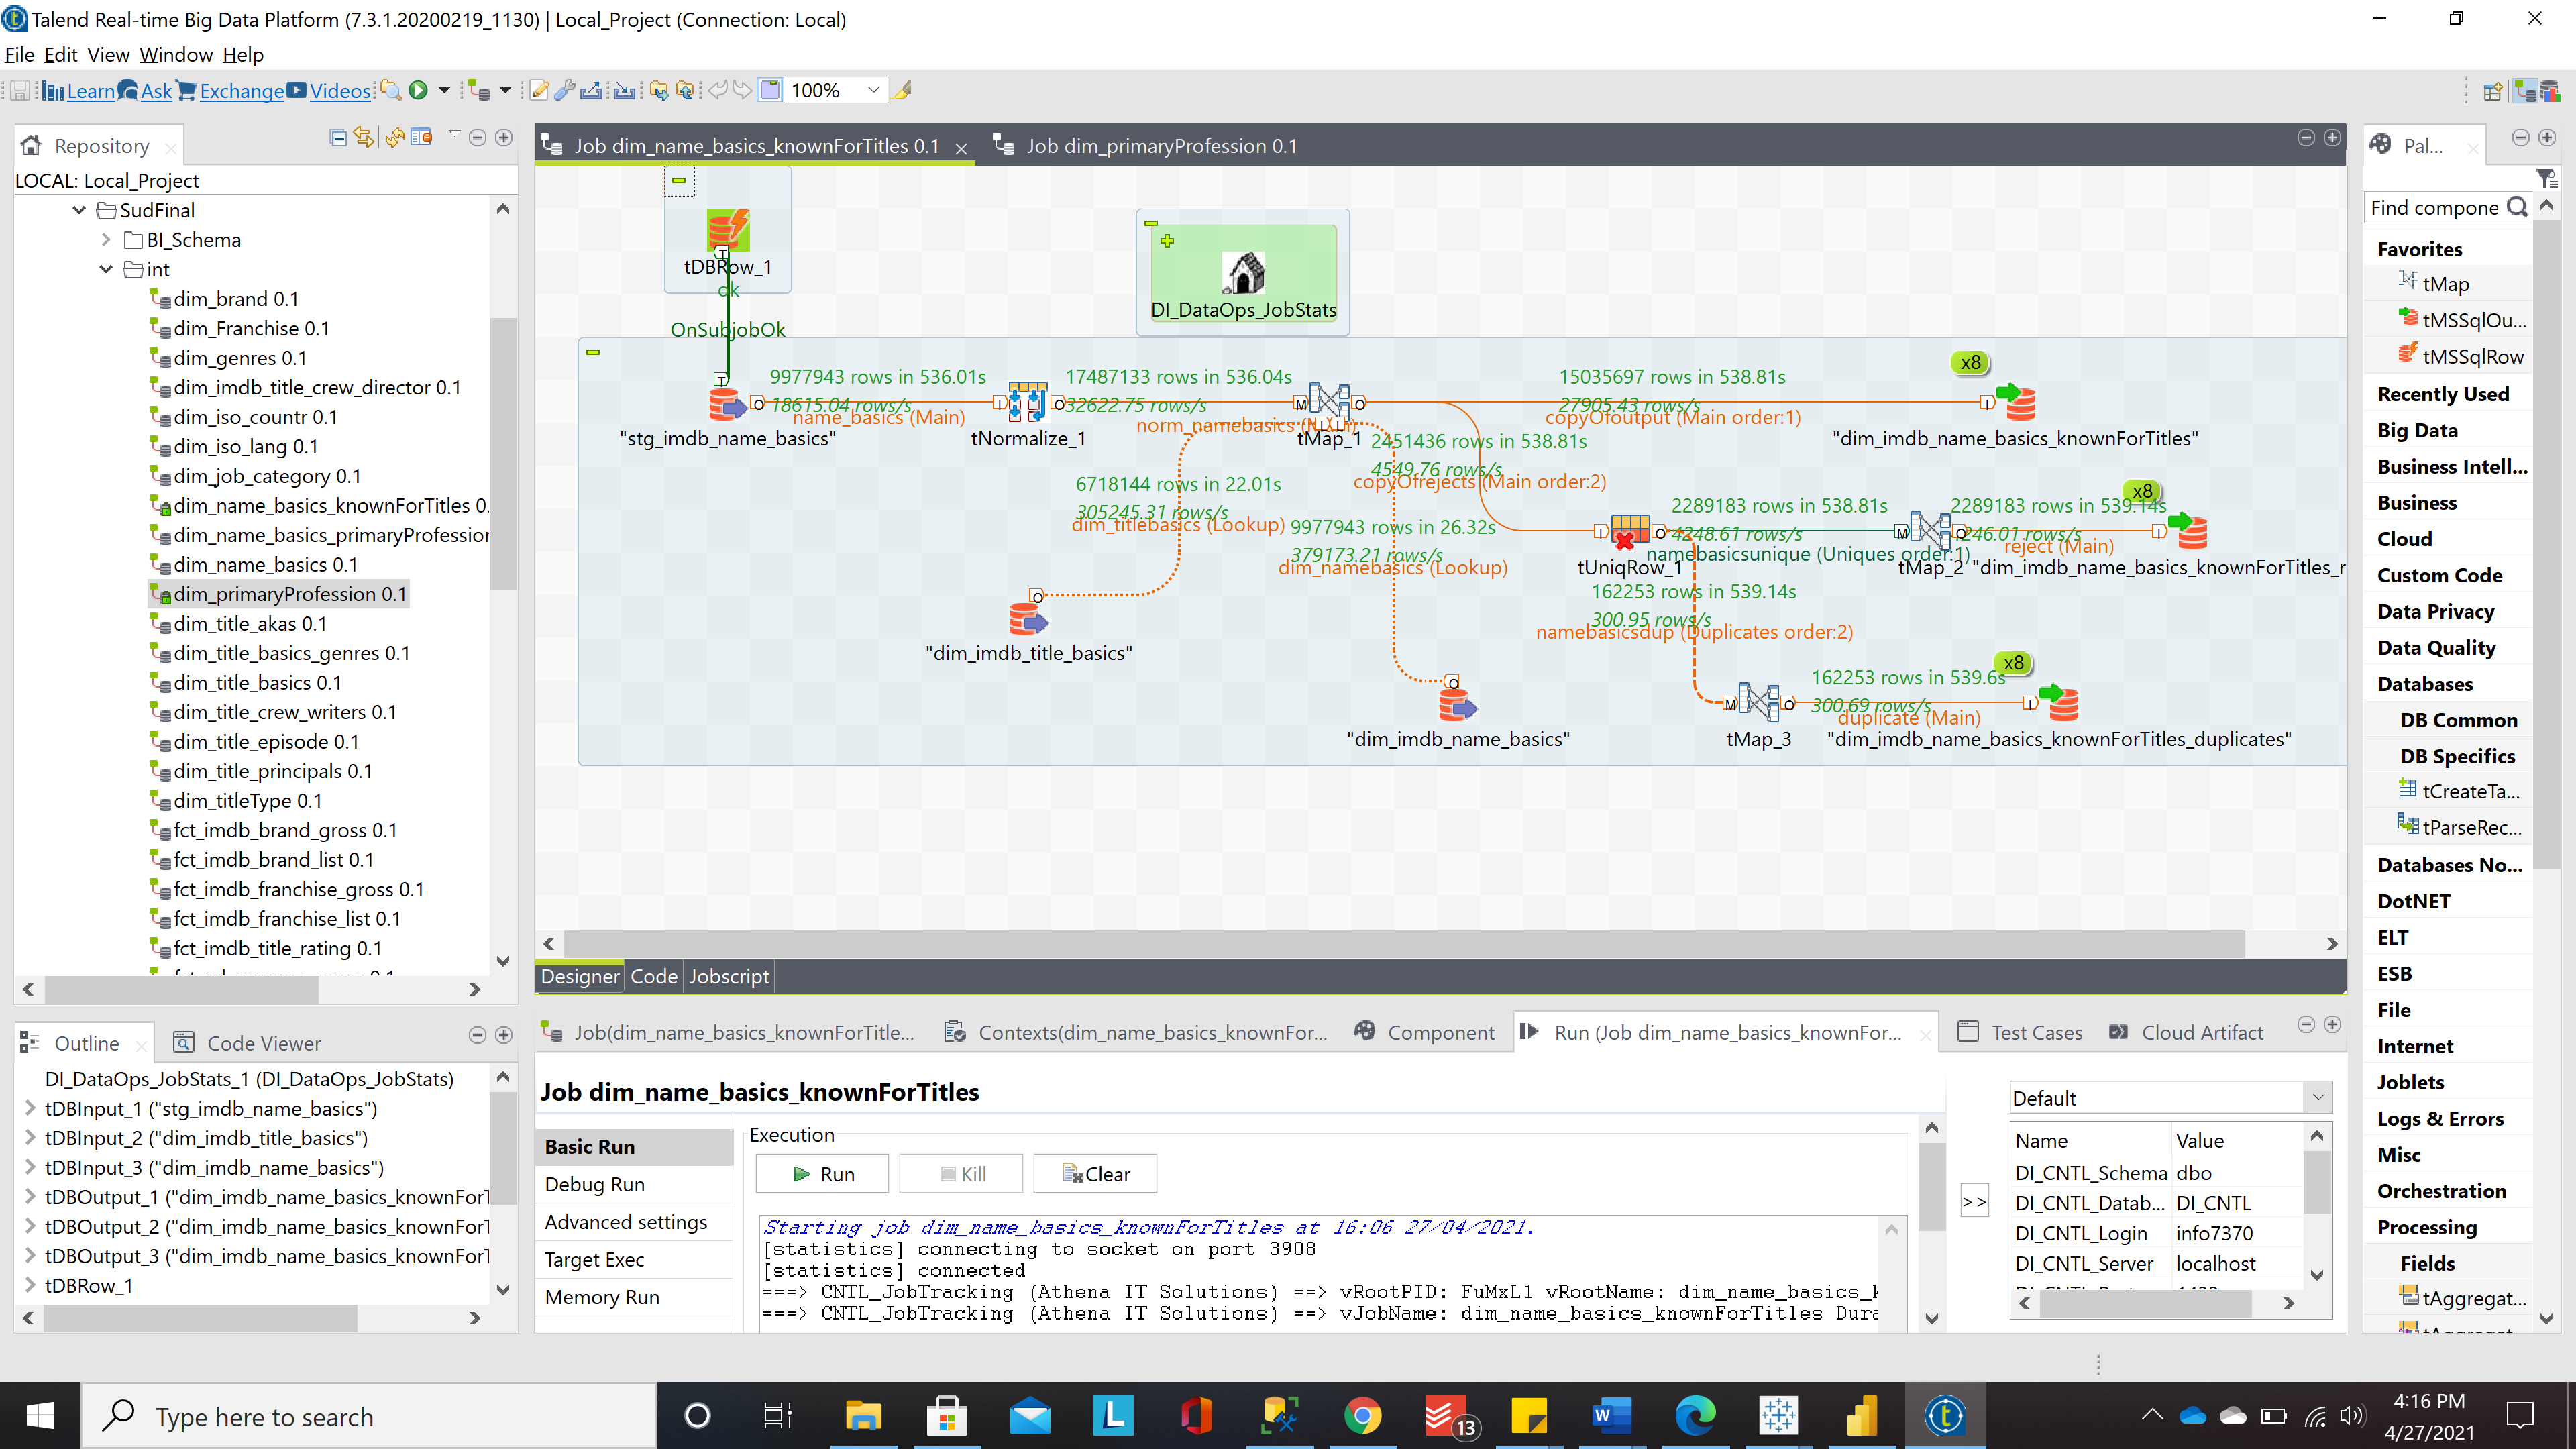 Talend Real-time Big Data Platform (7.3.1.20200219_1130) | Local_Project (Connection: Local)
File Edit View Window Help
Learn Ask Exchange Videos 100%
Repository
LOCAL: Local_Project
SudFinal
BI_Schema
int
dim_brand 0.1
dim_Franchise 0.1
dim_genres 0.1
dim_imdb_title_crew_director 0.1
dim_iso_countr 0.1
dim_iso_lang 0.1
dim_job_category 0.1
dim_name_basics_knownForTitles 0.
dim_name_basics_primaryProfession
dim_name_basics 0.1
dim_primaryProfession 0.1
dim_title_akas 0.1
dim_title_basics_genres 0.1
dim_title_basics 0.1
dim_title_crew_writers 0.1
dim_title_episode 0.1
dim_title_principals 0.1
dim_titleType 0.1
fct_imdb_brand_gross 0.1
fct_imdb_brand_list 0.1
fct_imdb_franchise_gross 0.1
fct_imdb_franchise_list 0.1
fct_imdb_title_rating 0.1
Job dim_name_basics_knownForTitles 0.1
Job dim_primaryProfession 0.1
tDBRow_1
ok
OnSubjobOk
DI_DataOps_JobStats
9977943 rows in 536.01s
18615.04 rows/s
name_basics (Main)
"stg_imdb_name_basics"
tNormalize_1
17487133 rows in 536.04s
32622.75 rows/s
tMap_1
15035697 rows in 538.81s
27905.43 rows/s
copyOfoutput (Main order:1)
x8
"dim_imdb_name_basics_knownForTitles"
2451436 rows in 538.81s
4549.76 rows/s
copyOfrejects (Main order:2)
6718144 rows in 22.01s
305245.31 rows/s
dim_titlebasics (Lookup)
"dim_imdb_title_basics"
9977943 rows in 26.32s
379173.21 rows/s
dim_namebasics (Lookup)
"dim_imdb_name_basics"
tUniqRow_1
2289183 rows in 538.81s
4248.61 rows/s
namebasicsunique (Uniques order:1)
tMap_2
2289183 rows in 539.14s
reject (Main)
x8
"dim_imdb_name_basics_knownForTitles_r
162253 rows in 539.14s
300.95 rows/s
namebasicsdup (Duplicates order:2)
tMap_3
162253 rows in 539.6s
300.69 rows/s
duplicate (Main)
x8
"dim_imdb_name_basics_knownForTitles_duplicates"
Designer Code Jobscript
Pal...
Find compone
Favorites
tMap
tMSSqlOu...
tMSSqlRow
Recently Used
Big Data
Business Intell...
Business
Cloud
Custom Code
Data Privacy
Data Quality
Databases
DB Common
DB Specifics
tCreateTa...
tParseRec...
Databases No...
DotNET
ELT
ESB
File
Internet
Joblets
Logs & Errors
Misc
Orchestration
Processing
Fields
tAggregat...
Outline
Code Viewer
DI_DataOps_JobStats_1 (DI_DataOps_JobStats)
tDBInput_1 ("stg_imdb_name_basics")
tDBInput_2 ("dim_imdb_title_basics")
tDBInput_3 ("dim_imdb_name_basics")
tDBOutput_1 ("dim_imdb_name_basics_knownForT
tDBOutput_2 ("dim_imdb_name_basics_knownForT
tDBOutput_3 ("dim_imdb_name_basics_knownForT
tDBRow_1
Job(dim_name_basics_knownForTitle...
Contexts(dim_name_basics_knownFor...
Component
Run (Job dim_name_basics_knownFor...
Test Cases
Cloud Artifact
Job dim_name_basics_knownForTitles
Basic Run
Debug Run
Advanced settings
Target Exec
Memory Run
Execution
Run Kill Clear
Starting job dim_name_basics_knownForTitles at 16:06 27/04/2021.
[statistics] connecting to socket on port 3908
[statistics] connected
===> CNTL_JobTracking (Athena IT Solutions) ==> vRootPID: FuMxL1 vRootName: dim_name_basics_k
===> CNTL_JobTracking (Athena IT Solutions) ==> vJobName: dim_name_basics_knownForTitles Dura
>>
Default
Name Value
DI_CNTL_Schema dbo
DI_CNTL_Datab... DI_CNTL
DI_CNTL_Login info7370
DI_CNTL_Server localhost
Type here to search
13
4:16 PM
4/27/2021